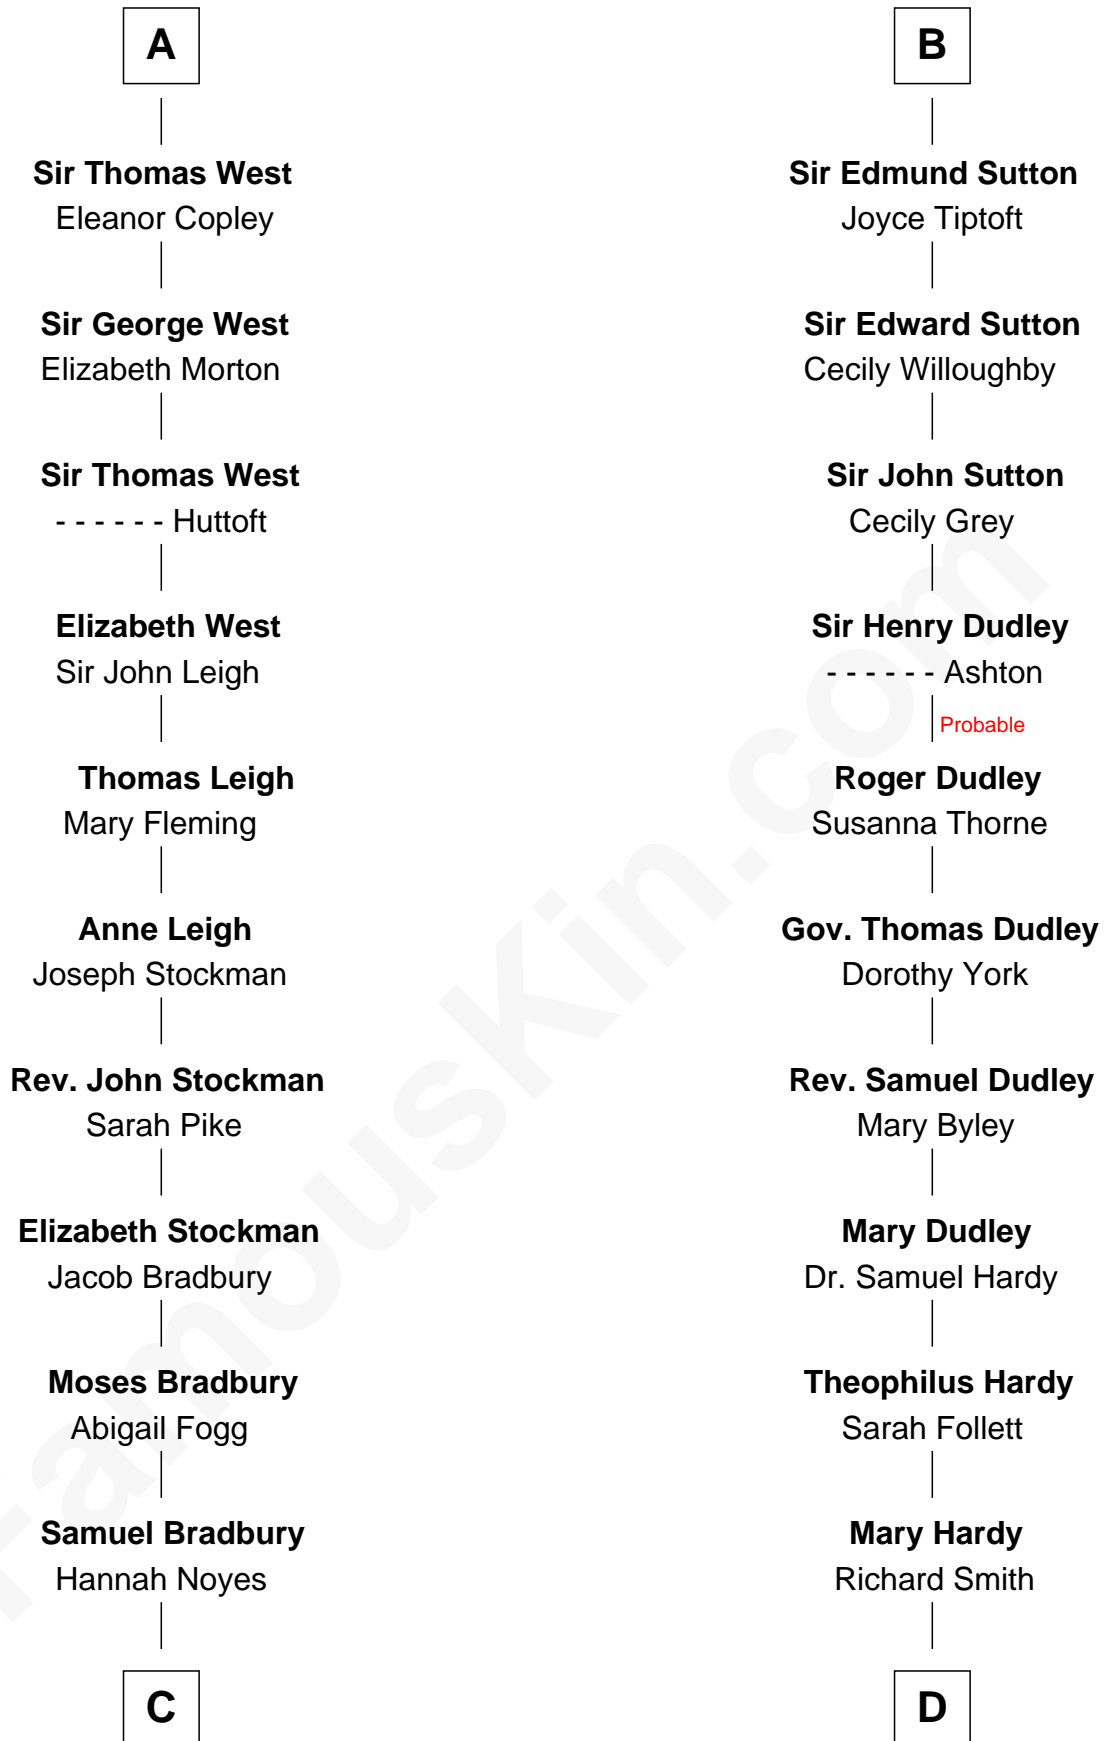 A
Sir Thomas West
Eleanor Copley
Sir George West
Elizabeth Morton
Sir Thomas West
- - - - - - Huttoft
Elizabeth West
Sir John Leigh
Thomas Leigh
Mary Fleming
Anne Leigh
Joseph Stockman
Rev. John Stockman
Sarah Pike
Elizabeth Stockman
Jacob Bradbury
Moses Bradbury
Abigail Fogg
Samuel Bradbury
Hannah Noyes
C
B
Sir Edmund Sutton
Joyce Tiptoft
Sir Edward Sutton
Cecily Willoughby
Sir John Sutton
Cecily Grey
Sir Henry Dudley
- - - - - - Ashton
Probable
Roger Dudley
Susanna Thorne
Gov. Thomas Dudley
Dorothy York
Rev. Samuel Dudley
Mary Byley
Mary Dudley
Dr. Samuel Hardy
Theophilus Hardy
Sarah Follett
Mary Hardy
Richard Smith
D
FamousKin.com